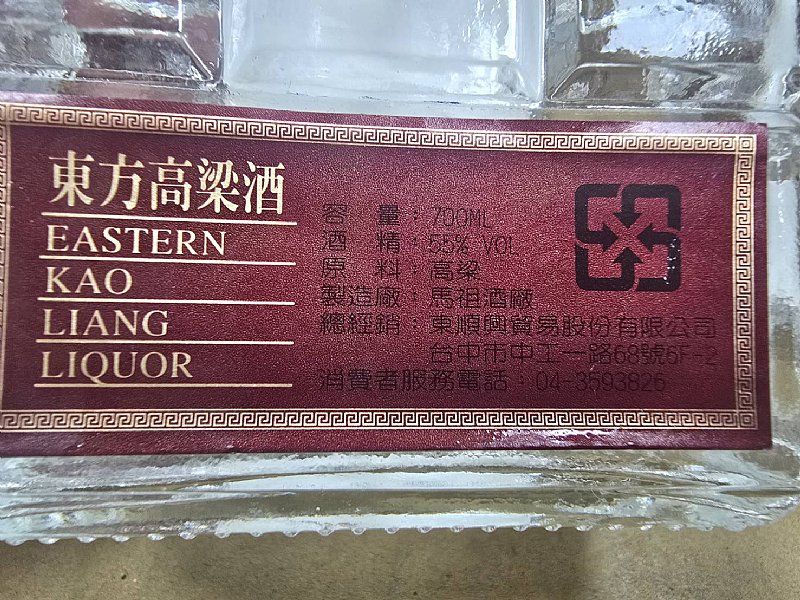 東方高梁酒
EASTERN
KAO
LIANG
LIQUOR
容 量：700ML
酒 精：55% VOL
原 料：高梁
製造廠：馬祖酒廠
總經銷：東順興貿易股份有限公司
台中市中工一路68號6F-2
消費者服務電話：04-3593826